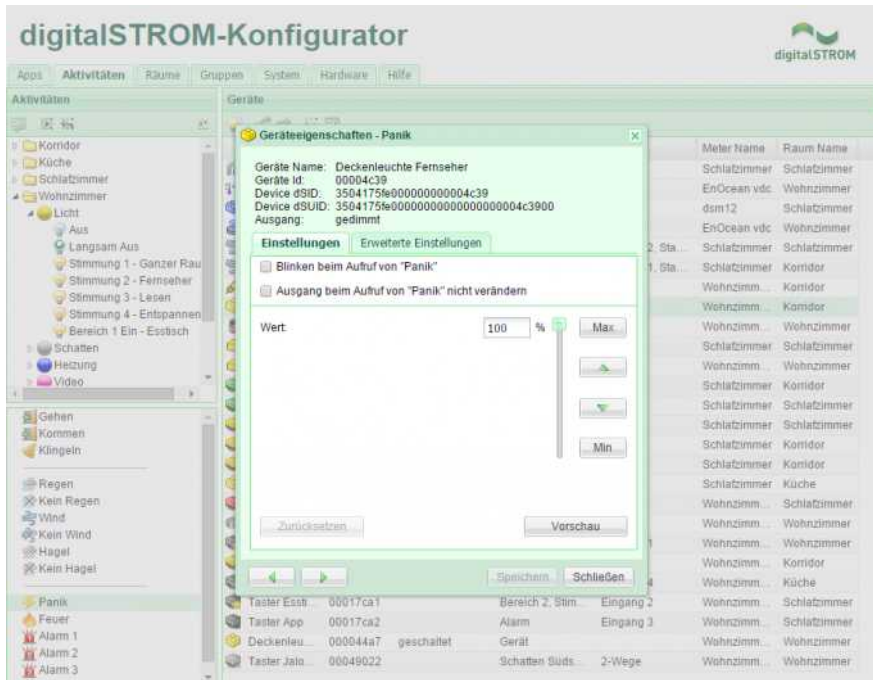 digitalSTROM-Konfigurator
digitalSTROM
Apps Aktivitäten Räume Gruppen System Hardware Hilfe
Aktivitäten
Korridor
Küche
Schlafzimmer
Wohnzimmer
Licht
Aus
Langsam Aus
Stimmung 1 - Ganzer Rau
Stimmung 2 - Fernseher
Stimmung 3 - Lesen
Stimmung 4 - Entspannen
Bereich 1 Ein - Esstisch
Schatten
Heizung
Video
Gehen
Kommen
Klingeln
Regen
Kein Regen
Wind
Kein Wind
Hagel
Kein Hagel
Panik
Feuer
Alarm 1
Alarm 2
Alarm 3
Geräte
Geräteeigenschaften - Panik
Geräte Name: Deckenleuchte Fernseher
Geräte Id: 00004c39
Device dSID: 3504175fe000000000004c39
Device dSUID: 3504175fe0000000000000000004c3900
Ausgang: gedimmt
Einstellungen Erweiterte Einstellungen
Blinken beim Aufruf von "Panik"
Ausgang beim Aufruf von "Panik" nicht verändern
Wert: 100 % Max
Min
Zurücksetzen Vorschau
Speichern Schließen
Meter Name Raum Name
Schlafzimmer Schlafzimmer
EnOcean vdc Wohnzimmer
dsm12 Schlafzimmer
EnOcean vdc Wohnzimmer
2, Sta... Schlafzimmer Schlafzimmer
1, Sta... Schlafzimmer Korridor
Wohnzimm... Korridor
Wohnzimm... Korridor
Wohnzimm... Wohnzimmer
Schlafzimmer Schlafzimmer
Wohnzimm... Wohnzimmer
Schlafzimmer Korridor
Schlafzimmer Schlafzimmer
Schlafzimmer Schlafzimmer
Schlafzimmer Korridor
Schlafzimmer Korridor
Schlafzimmer Küche
Wohnzimm... Schlafzimmer
Wohnzimm... Wohnzimmer
1 Wohnzimm... Wohnzimmer
Wohnzimm... Korridor
4 Wohnzimm... Küche
Taster Essti... 00017ca1 Bereich 2, Stim... Eingang 2 Wohnzimm... Schlafzimmer
Taster App 00017ca2 Alarm Eingang 3 Wohnzimm... Schlafzimmer
Deckenleu... 000044a7 geschaltet Gerät Wohnzimm... Wohnzimmer
Taster Jalo... 00049022 Schatten Süds... 2-Wege Wohnzimm... Wohnzimmer